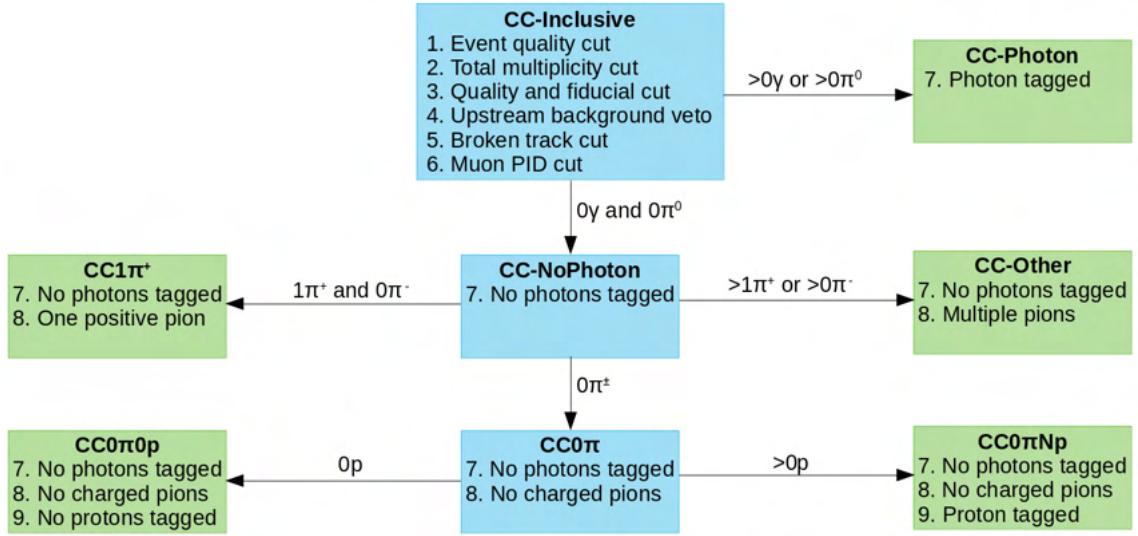 CC-Inclusive
1. Event quality cut
2. Total multiplicity cut
3. Quality and fiducial cut
4. Upstream background veto
5. Broken track cut
6. Muon PID cut
>0γ or >0π⁰
CC-Photon
7. Photon tagged
0γ and 0π⁰
CC1π⁺
7. No photons tagged
8. One positive pion
1π⁺ and 0π⁻
CC-NoPhoton
7. No photons tagged
>1π⁺ or >0π⁻
CC-Other
7. No photons tagged
8. Multiple pions
0π±
CC0π0p
7. No photons tagged
8. No charged pions
9. No protons tagged
0p
CC0π
7. No photons tagged
8. No charged pions
>0p
CC0πNp
7. No photons tagged
8. No charged pions
9. Proton tagged